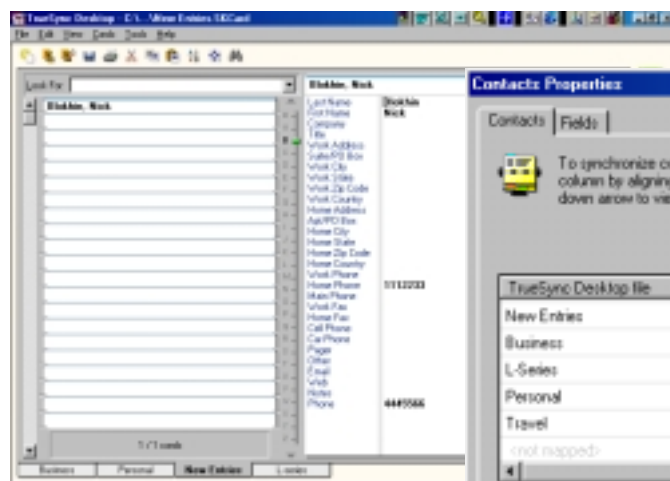 TrueSync Desktop - C:\...\New Entries SKCard
File Edit View Cards Tools Help
Look For:
Blokhin, Nick
1 / 1 cards
Business Personal New Entries L-series
Blokhin, Nick
Last Name Blokhin
First Name Nick
Company
Title
Work Address
Suite/PO Box
Work City
Work State
Work Zip Code
Work Country
Home Address
Apt/PO Box
Home City
Home State
Home Zip Code
Home Country
Work Phone
Home Phone 1112233
Main Phone
Work Fax
Home Fax
Cell Phone
Car Phone
Pager
Other
Email
Web
Notes
Phone 4445566
Contacts Properties
Contacts Fields
To synchronize
column by aligning
down arrow to
TrueSync Desktop file
New Entries
Business
L-Series
Personal
Travel
<not mapped>